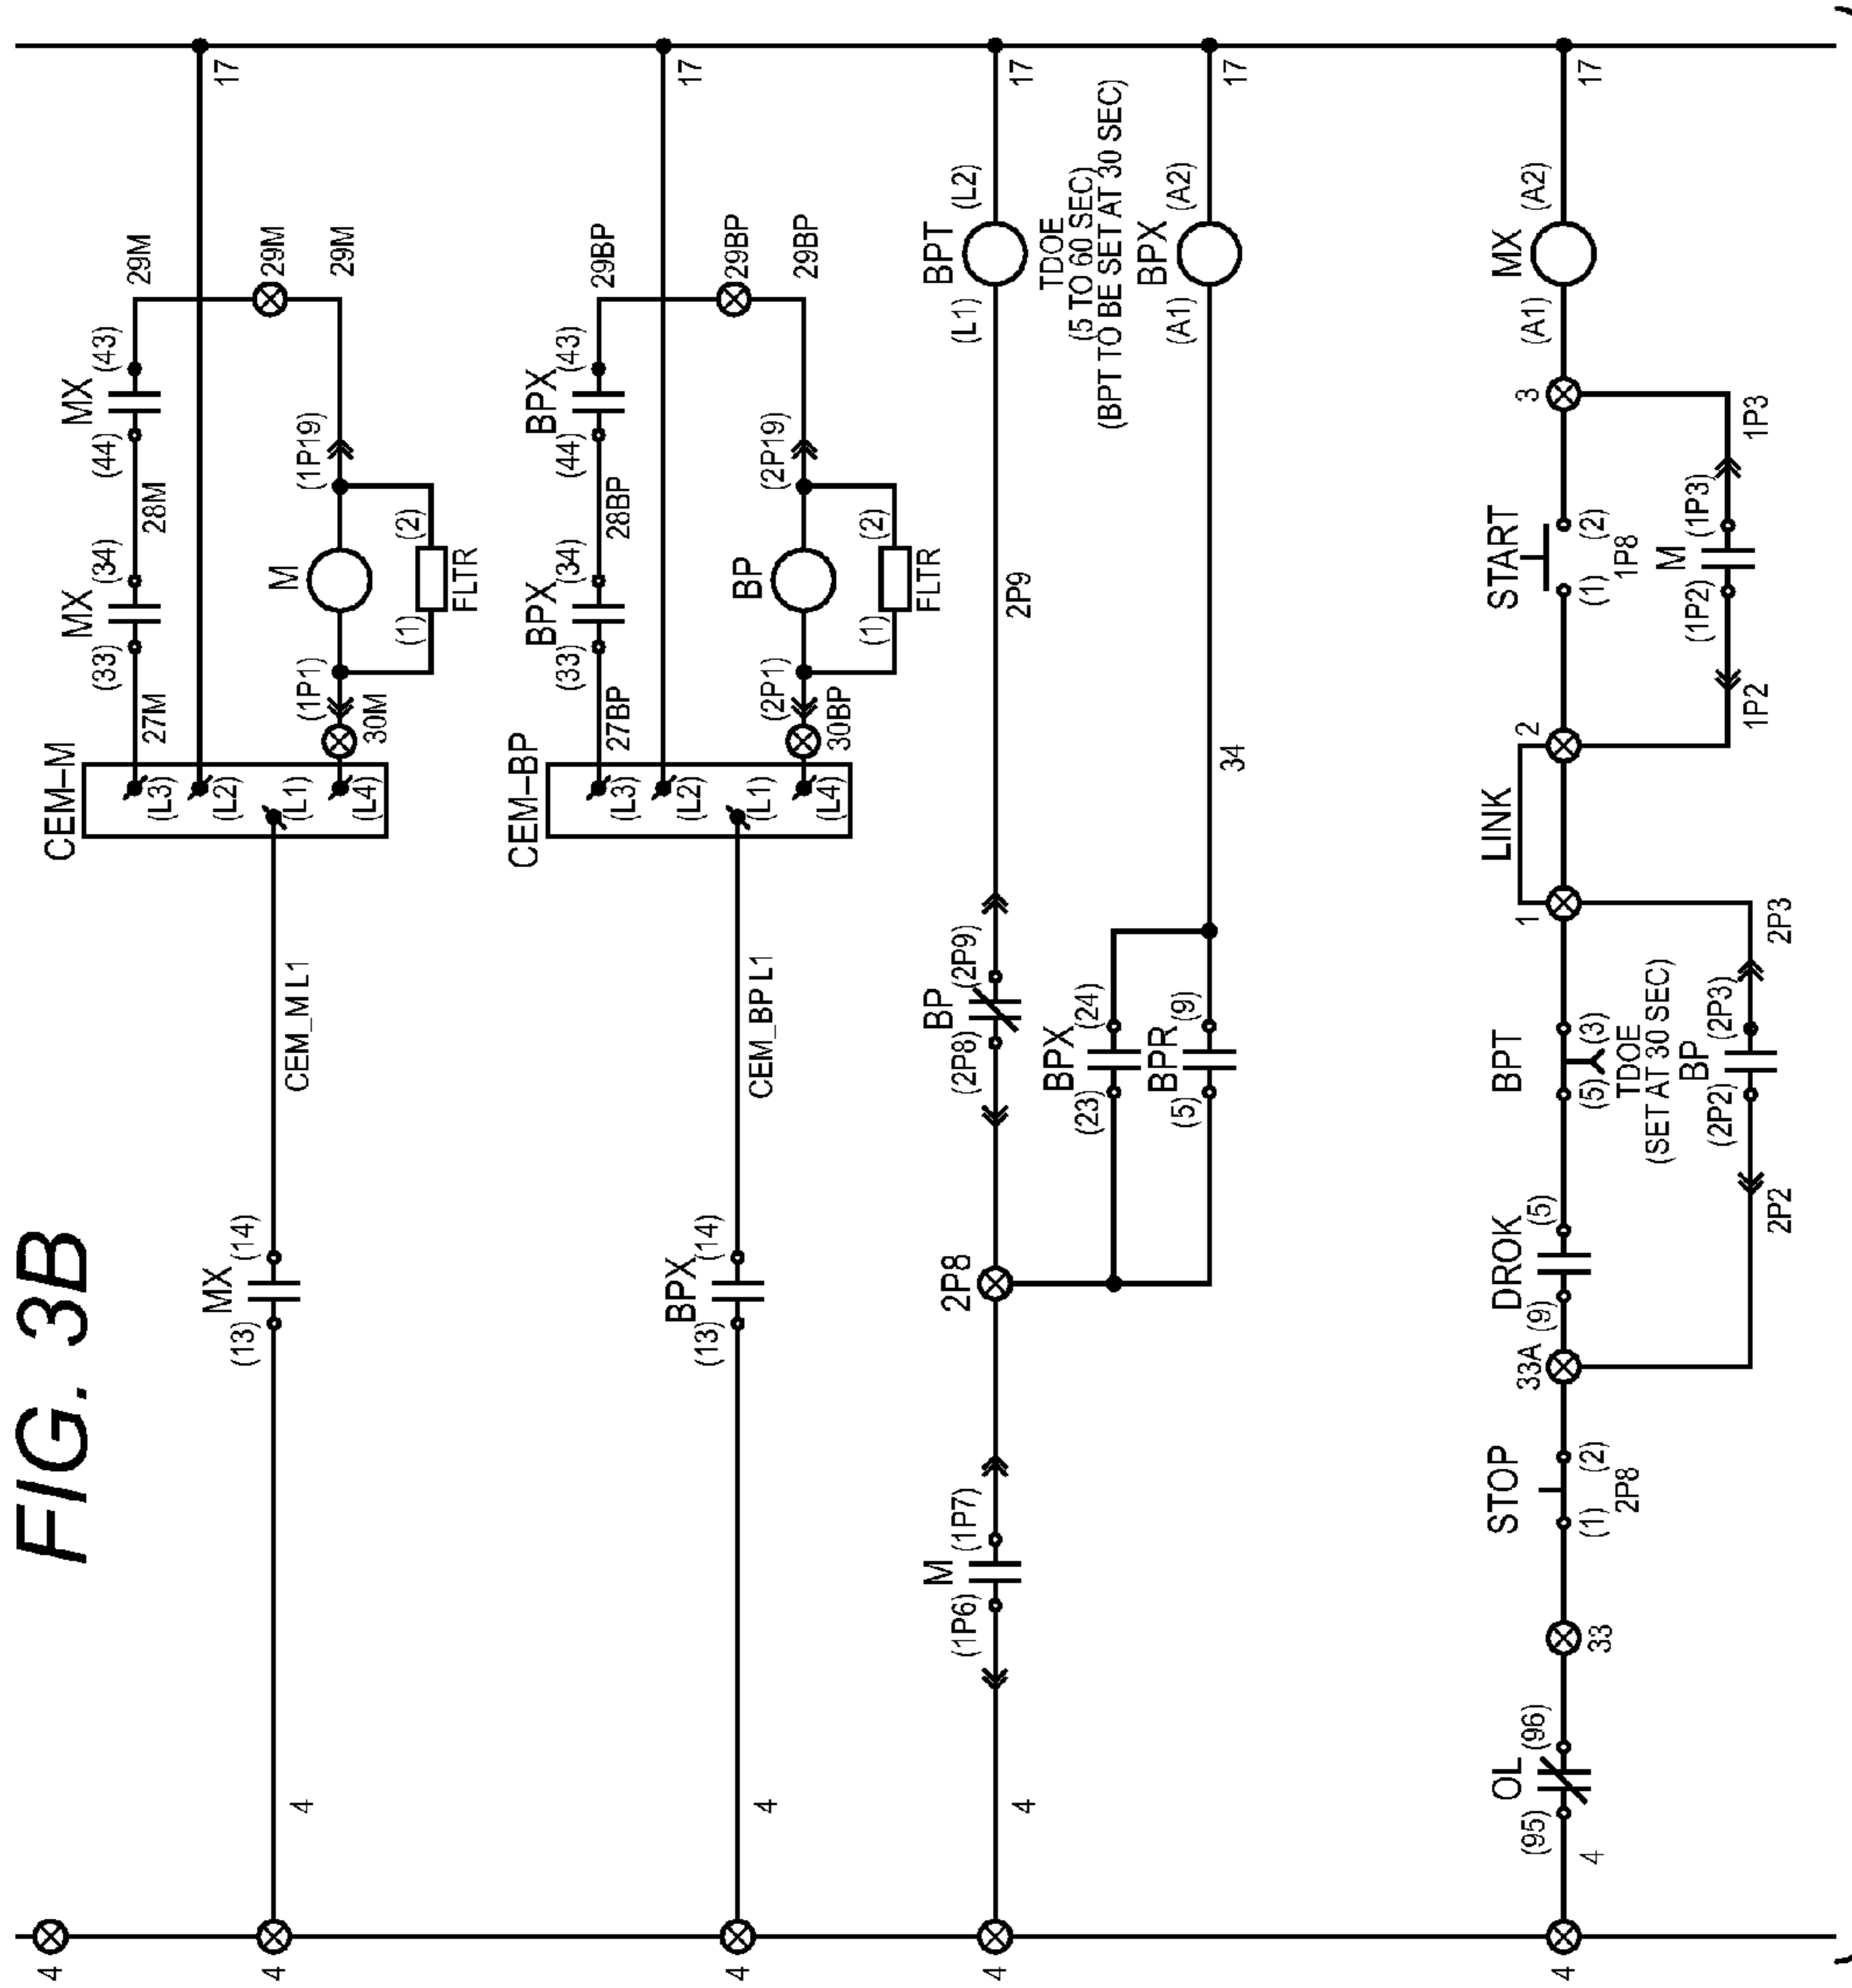 FIG. 3B
CEM–M
MX
(33)
(34)
MX
(44)
(43)
27M
28M
29M
(L3)
(L2)
17
(L1)
(L4)
4
4
4
MX
(13)
(14)
CEM_M L1
29M
29M
M
(1P1)
(1P19)
30M
(1)
(2)
FLTR
CEM–BP
BPX
(33)
(34)
BPX
(44)
(43)
27BP
28BP
29BP
(L3)
(L2)
17
(L1)
(L4)
4
4
BPX
(13)
(14)
CEM_BP L1
29BP
29BP
BP
(2P1)
(2P19)
30BP
(1)
(2)
FLTR
4
4
M
(1P6)
(1P7)
2P8
BP
(2P8)
(2P9)
2P9
BPT
(L1)
(L2)
17
TDOE
(5 TO 60 SEC)
(BPT TO BE SET AT 30 SEC)
BPX
(23)
(24)
BPR
(5)
(9)
34
BPX
(A1)
(A2)
17
4
4
OL
(95)
(96)
33
STOP
(1)
(2)
2P8
33A
DROK
(9)
(5)
BPT
(5)
(3)
TDOE
(SET AT 30 SEC)
BP
(2P2)
(2P3)
2P2
2P3
1
LINK
2
START
(1)
(2)
1P8
M
(1P2)
(1P3)
1P2
1P3
3
MX
(A1)
(A2)
17